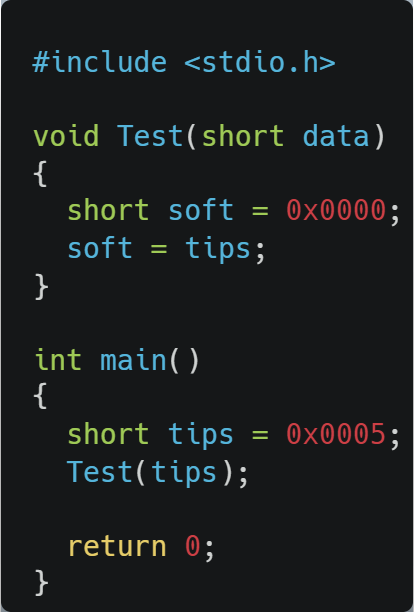 #include <stdio.h>
void Test(short data)
{
short soft = 0x0000;
soft = tips;
}
int main()
{
short tips = 0x0005;
Test(tips);
return 0;
}